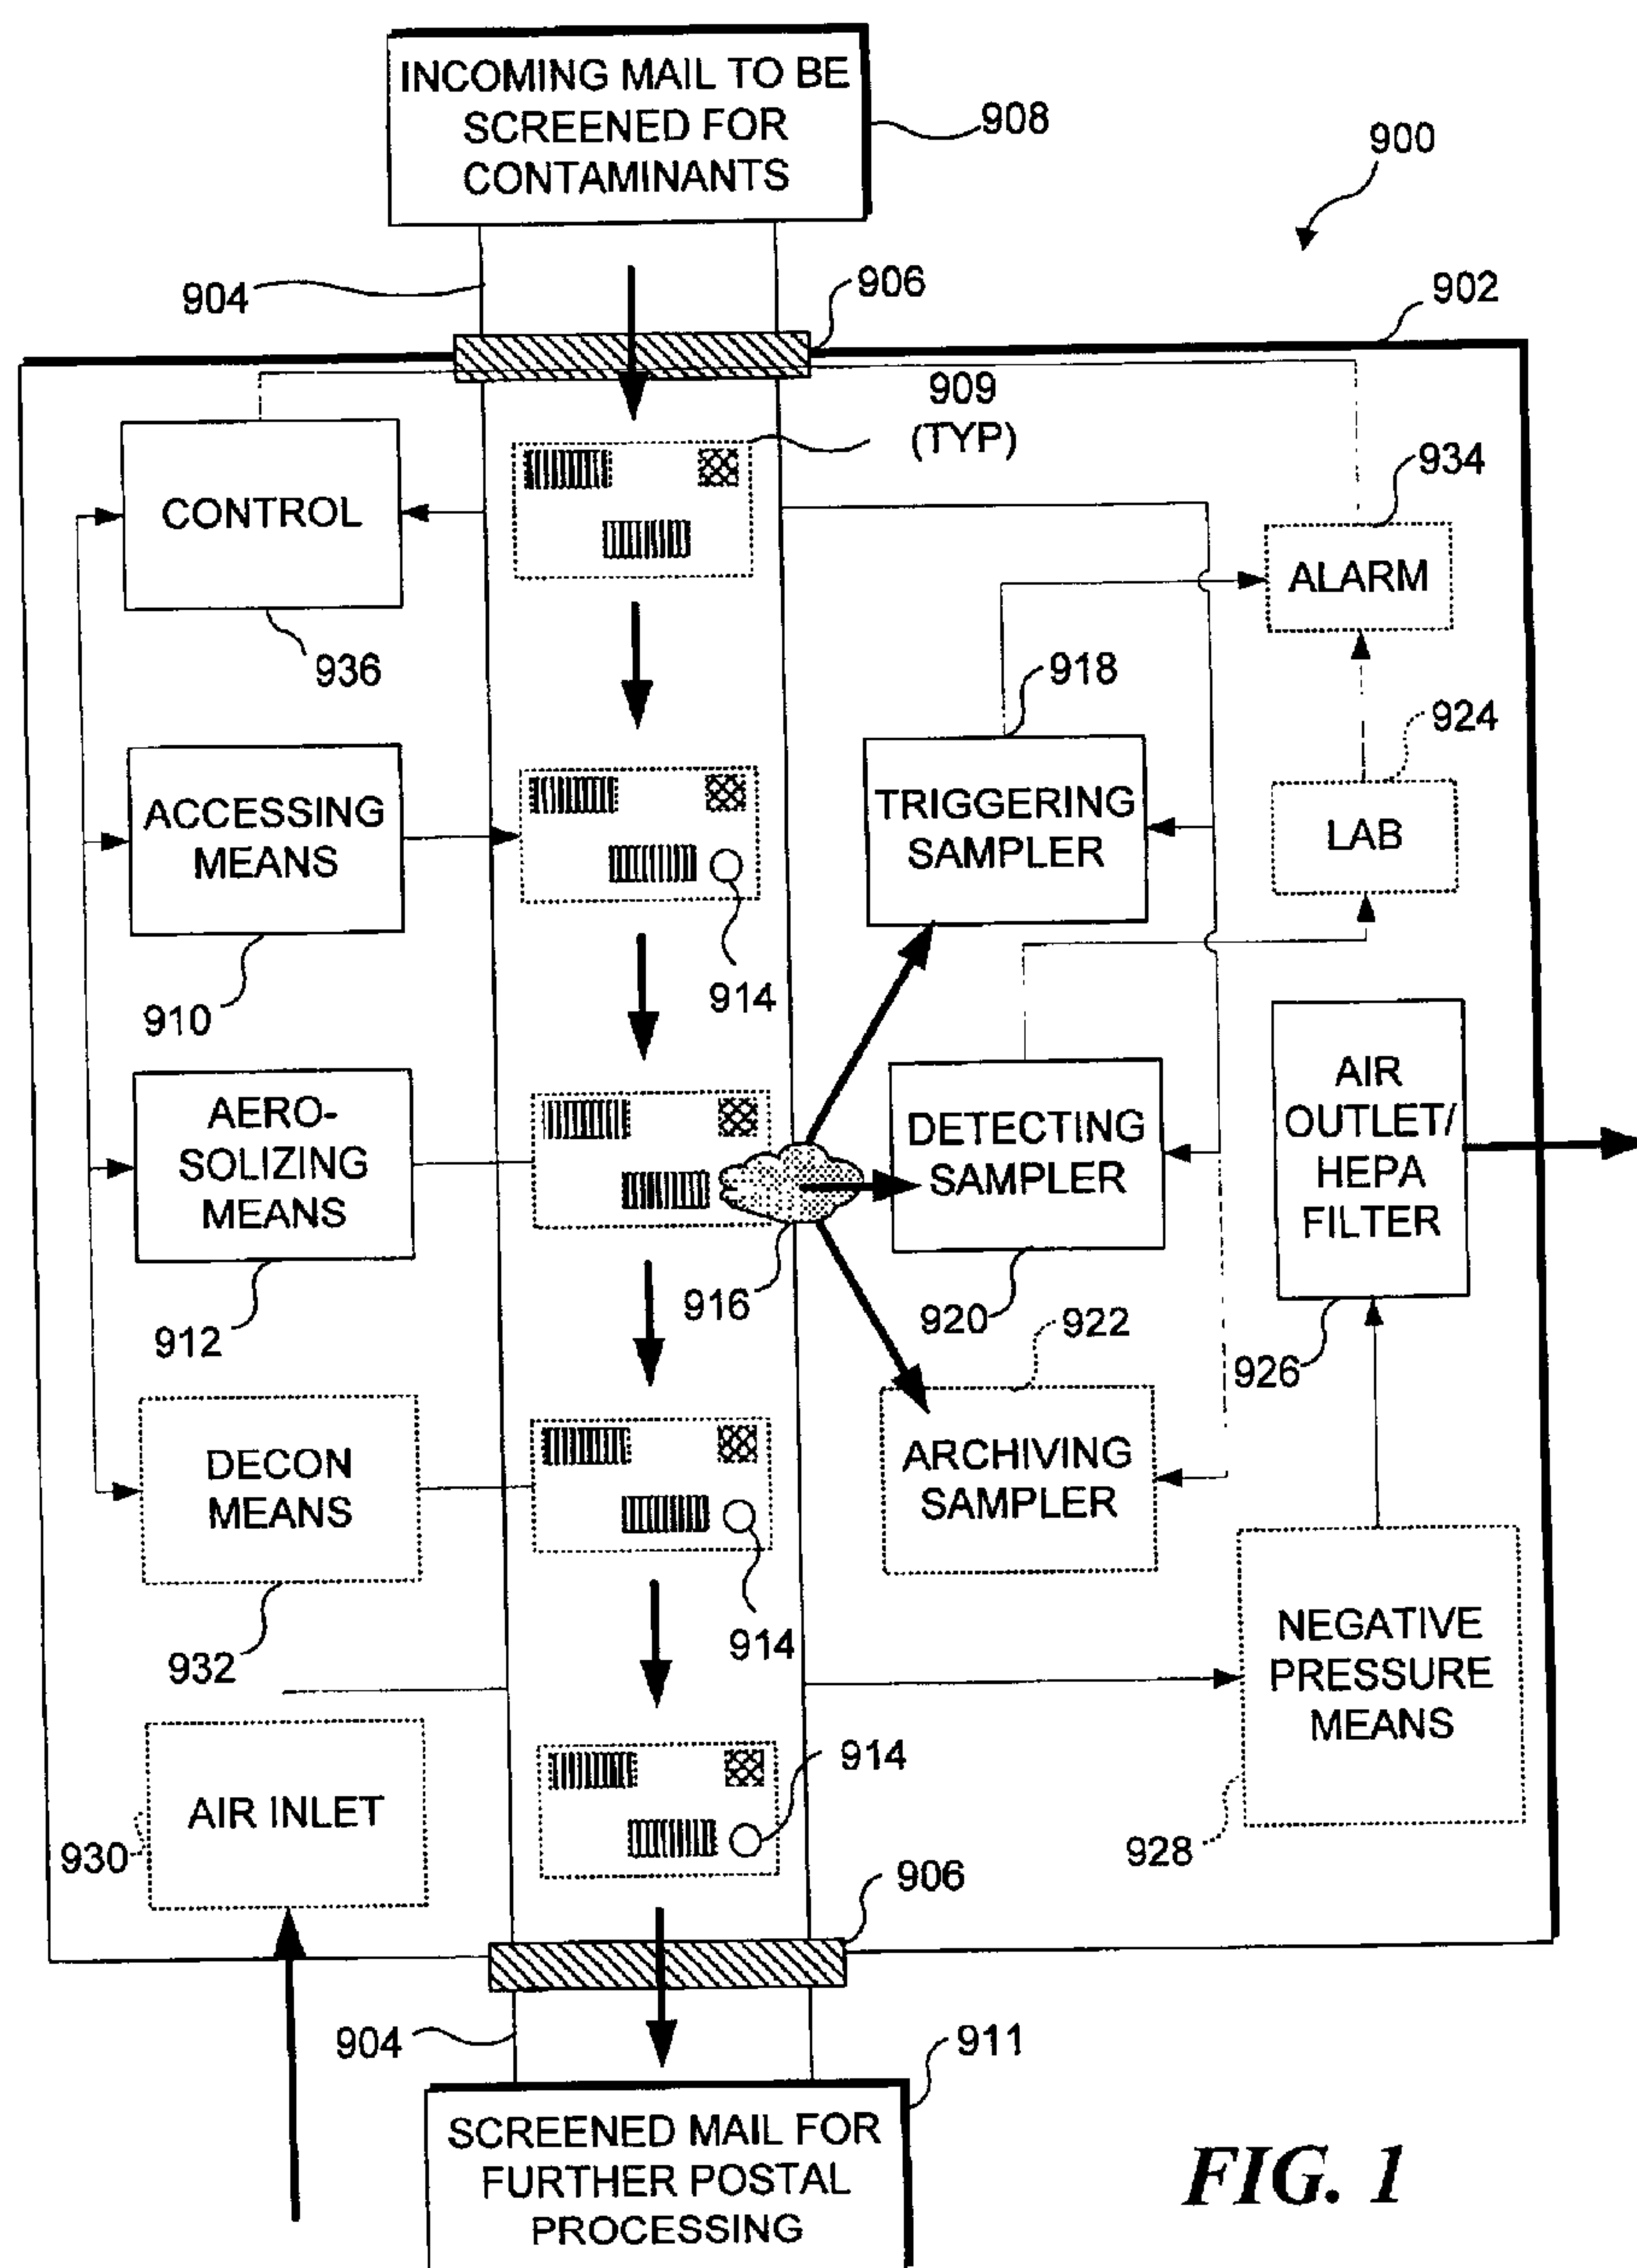 INCOMING MAIL TO BE
SCREENED FOR
CONTAMINANTS
908
900
904
906
902
909
(TYP)
934
CONTROL
ALARM
936
918
924
ACCESSING
MEANS
TRIGGERING
SAMPLER
LAB
910
914
AERO-
SOLIZING
MEANS
DETECTING
SAMPLER
AIR
OUTLET/
HEPA
FILTER
912
916
920
922
926
DECON
MEANS
ARCHIVING
SAMPLER
932
914
NEGATIVE
PRESSURE
MEANS
AIR INLET
914
930
928
906
904
911
SCREENED MAIL FOR
FURTHER POSTAL
PROCESSING
FIG. 1